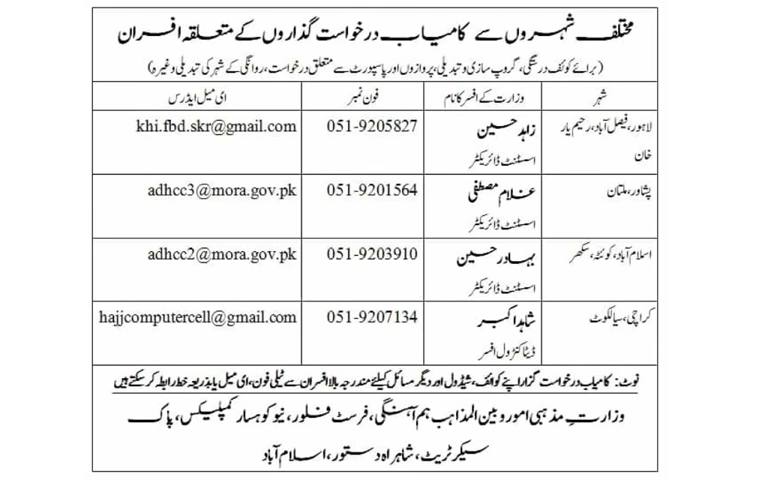 مختلف شہروں سے کامیاب درخواست گذاروں کے متعلقہ افسران
(برائے کوائف درستگی، گروپ سازی و تبدیلی، پروازوں اور پاسپورٹ سے متعلق درخواست، روانگی کے شہر کی تبدیلی وغیرہ)
شہر وزارت کے افسر کا نام فون نمبر ای میل ایڈرس
لاہور، فیصل آباد، رحیم یار زاہد حسین 051-9205827 khi.fbd.skr@gmail.com
خان اسسٹنٹ ڈائریکٹر
پشاور، ملتان غلام مصطفی 051-9201564 adhcc3@mora.gov.pk
اسسٹنٹ ڈائریکٹر
اسلام آباد، کوئٹہ، سکھر بہادر حسین 051-9203910 adhcc2@mora.gov.pk
اسسٹنٹ ڈائریکٹر
کراچی، سیالکوٹ شاہد اکبر 051-9207134 hajjcomputercell@gmail.com
ڈیٹا کنٹرول افسر
نوٹ: کامیاب درخواست گزار اپنے کوائف، شیڈول اور دیگر مسائل کیلئے مندرجہ بالا افسران سے ٹیلی فون، ای میل یا بذریعہ خط رابطہ کر سکتے ہیں
وزارتِ مذہبی امور و بین المذاہب ہم آہنگی، فرسٹ فلور، نیو کوہسار کمپلیکس، پاک
سیکرٹریٹ، شاہراہ دستور، اسلام آباد